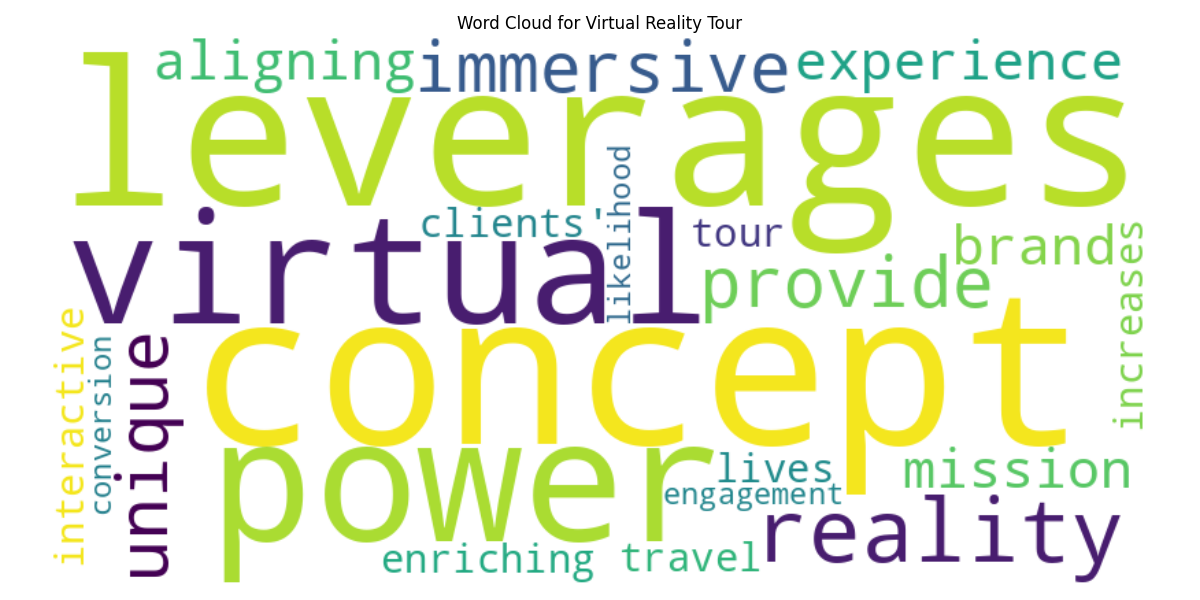 Word Cloud for Virtual Reality Tour
aligning
immersive
experience
leverages
likelihood
clients'
tour
virtual
brand
increases
provide
concept
interactive
conversion
unique
power
lives
mission
engagement
reality
enriching
travel